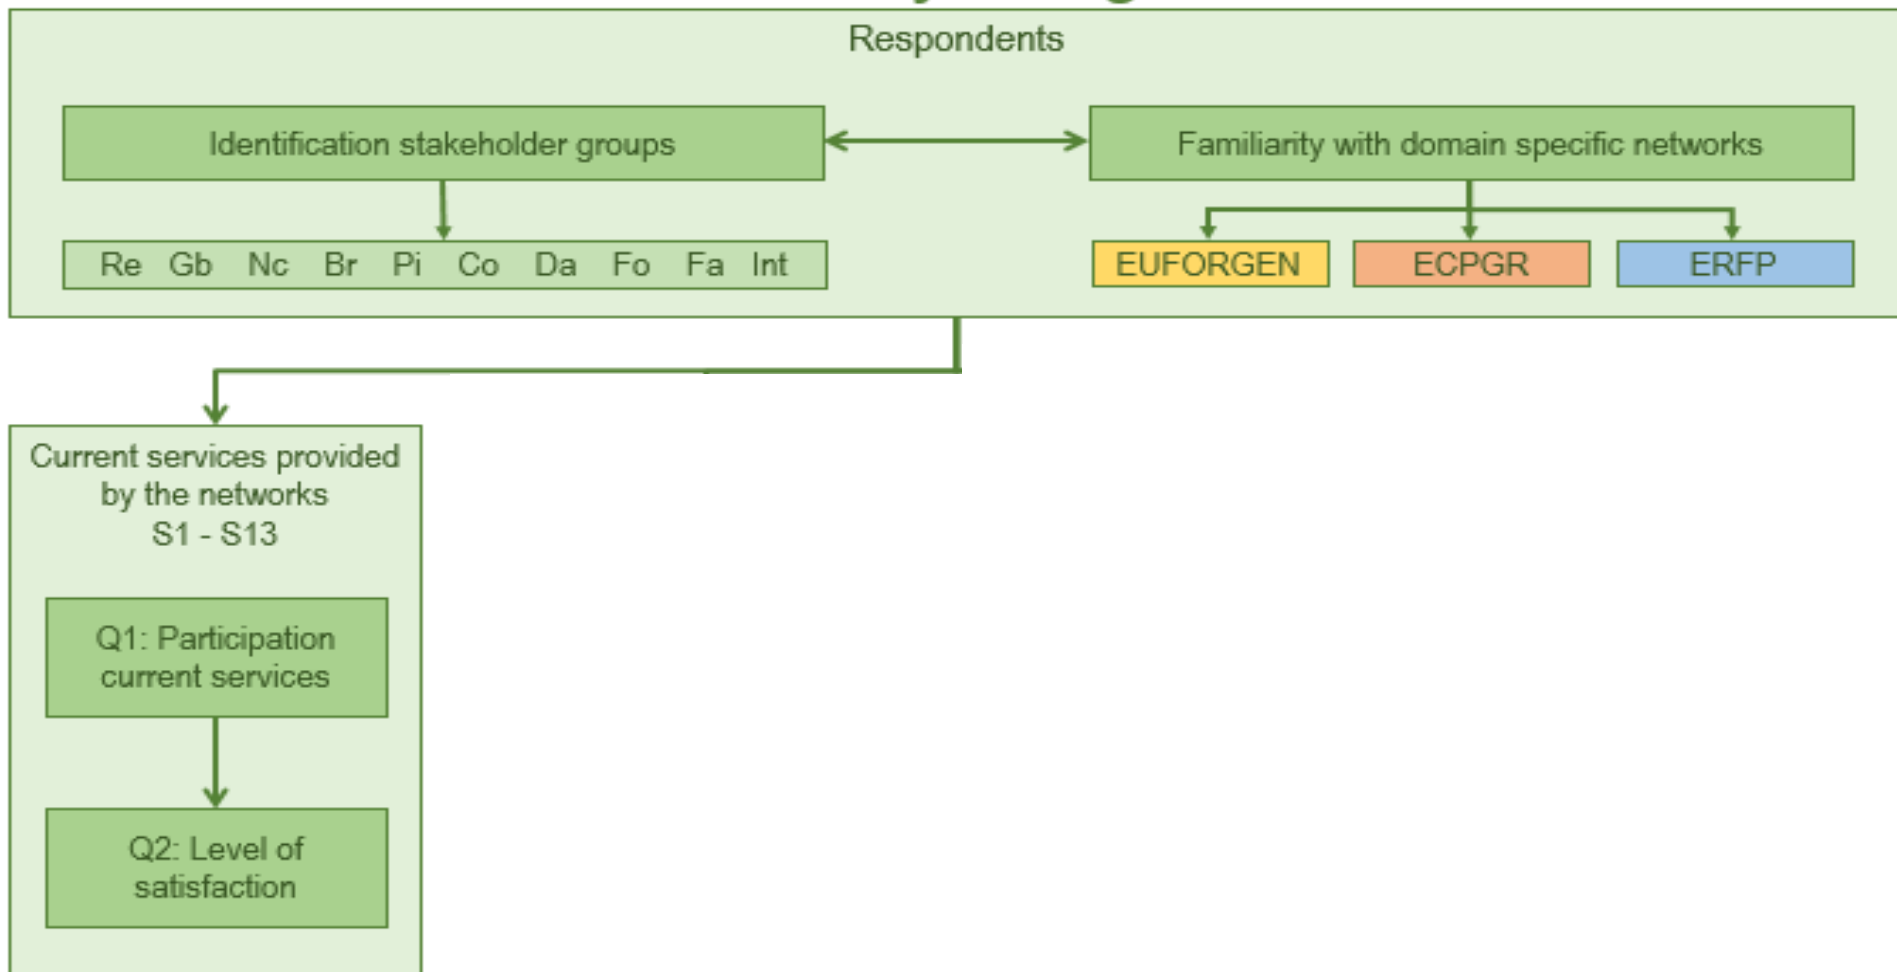 Respondents
Identification stakeholder groups
Familiarity with domain specific networks
Re Gb Nc Br Pi Co Da Fo Fa Int
EUFORGEN
ECPGR
ERFP
Current services provided
by the networks
S1 - S13
Q1: Participation
current services
Q2: Level of
satisfaction